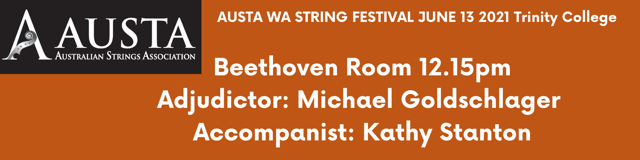 AUSTA
AUSTRALIAN STRINGS ASSOCIATION
AUSTA WA STRING FESTIVAL JUNE 13 2021 Trinity College
Beethoven Room 12.15pm
Adjudictor: Michael Goldschlager
Accompanist: Kathy Stanton